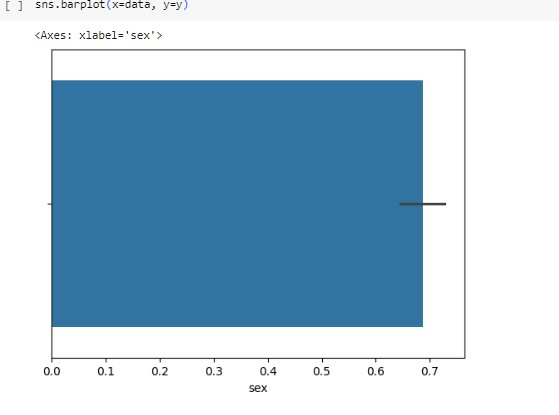 [ ] sns.barplot(x=data, y=y)
<Axes: xlabel='sex'>
0.0 0.1 0.2 0.3 0.4 0.5 0.6 0.7
sex